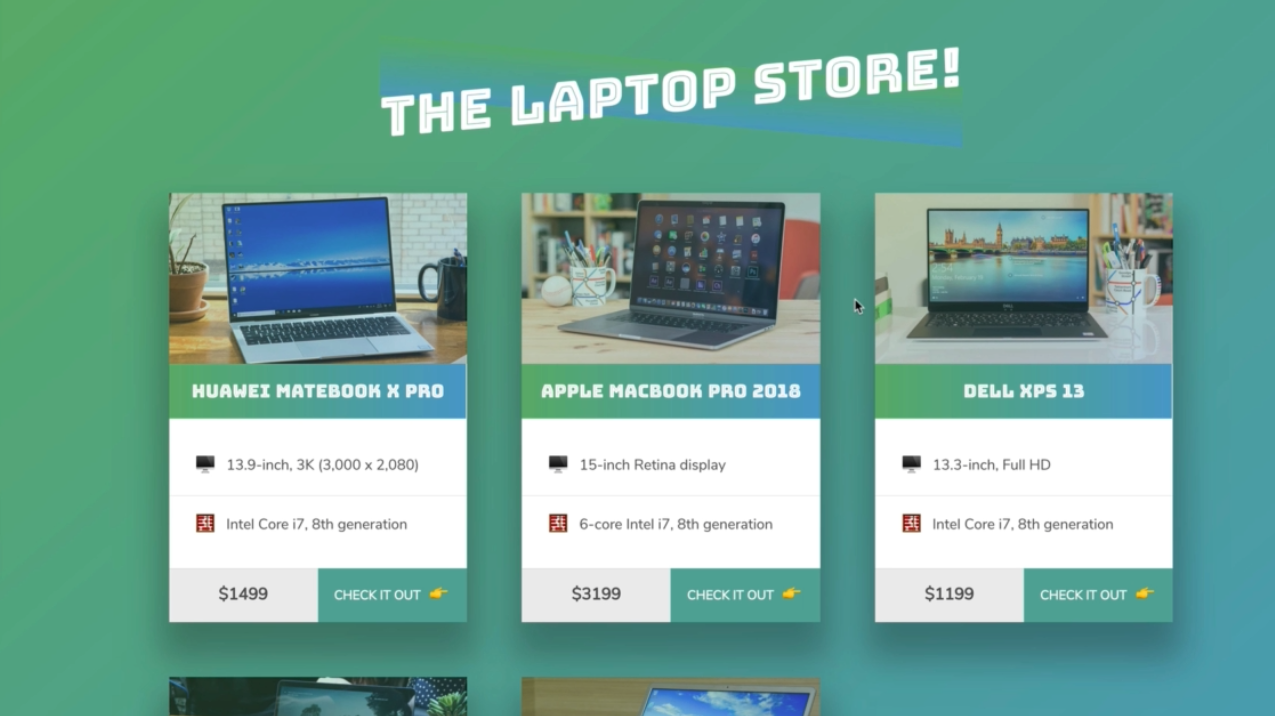 THE LAPTOP STORE!
HUAWEI MATEBOOK X PRO
13.9-inch, 3K (3,000 x 2,080)
Intel Core i7, 8th generation
$1499
CHECK IT OUT 👉
APPLE MACBOOK PRO 2018
15-inch Retina display
6-core Intel i7, 8th generation
$3199
CHECK IT OUT 👉
DELL XPS 13
13.3-inch, Full HD
Intel Core i7, 8th generation
$1199
CHECK IT OUT 👉